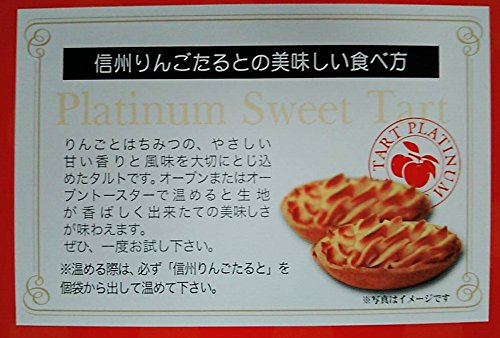 信州りんごたるとの美味しい食べ方
Platinum Sweet Tart
りんごとはちみつの、やさしい
甘い香りと風味を大切にとじ込
めたタルトです。オーブンまたはオー
ブントースターで温めると生地
が香ばしく出来たての美味しさ
が味わえます。
ぜひ、一度お試し下さい。
※温める際は、必ず「信州りんごたると」を
個袋から出して温めて下さい。
TART PLATINUM
※写真はイメージです